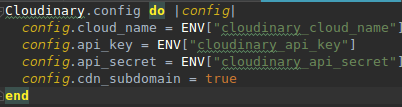 Cloudinary.config do |config|
config.cloud_name = ENV["cloudinary_cloud_name"]
config.api_key = ENV["cloudinary_api_key"]
config.api_secret = ENV["cloudinary_api_secret"]
config.cdn_subdomain = true
end